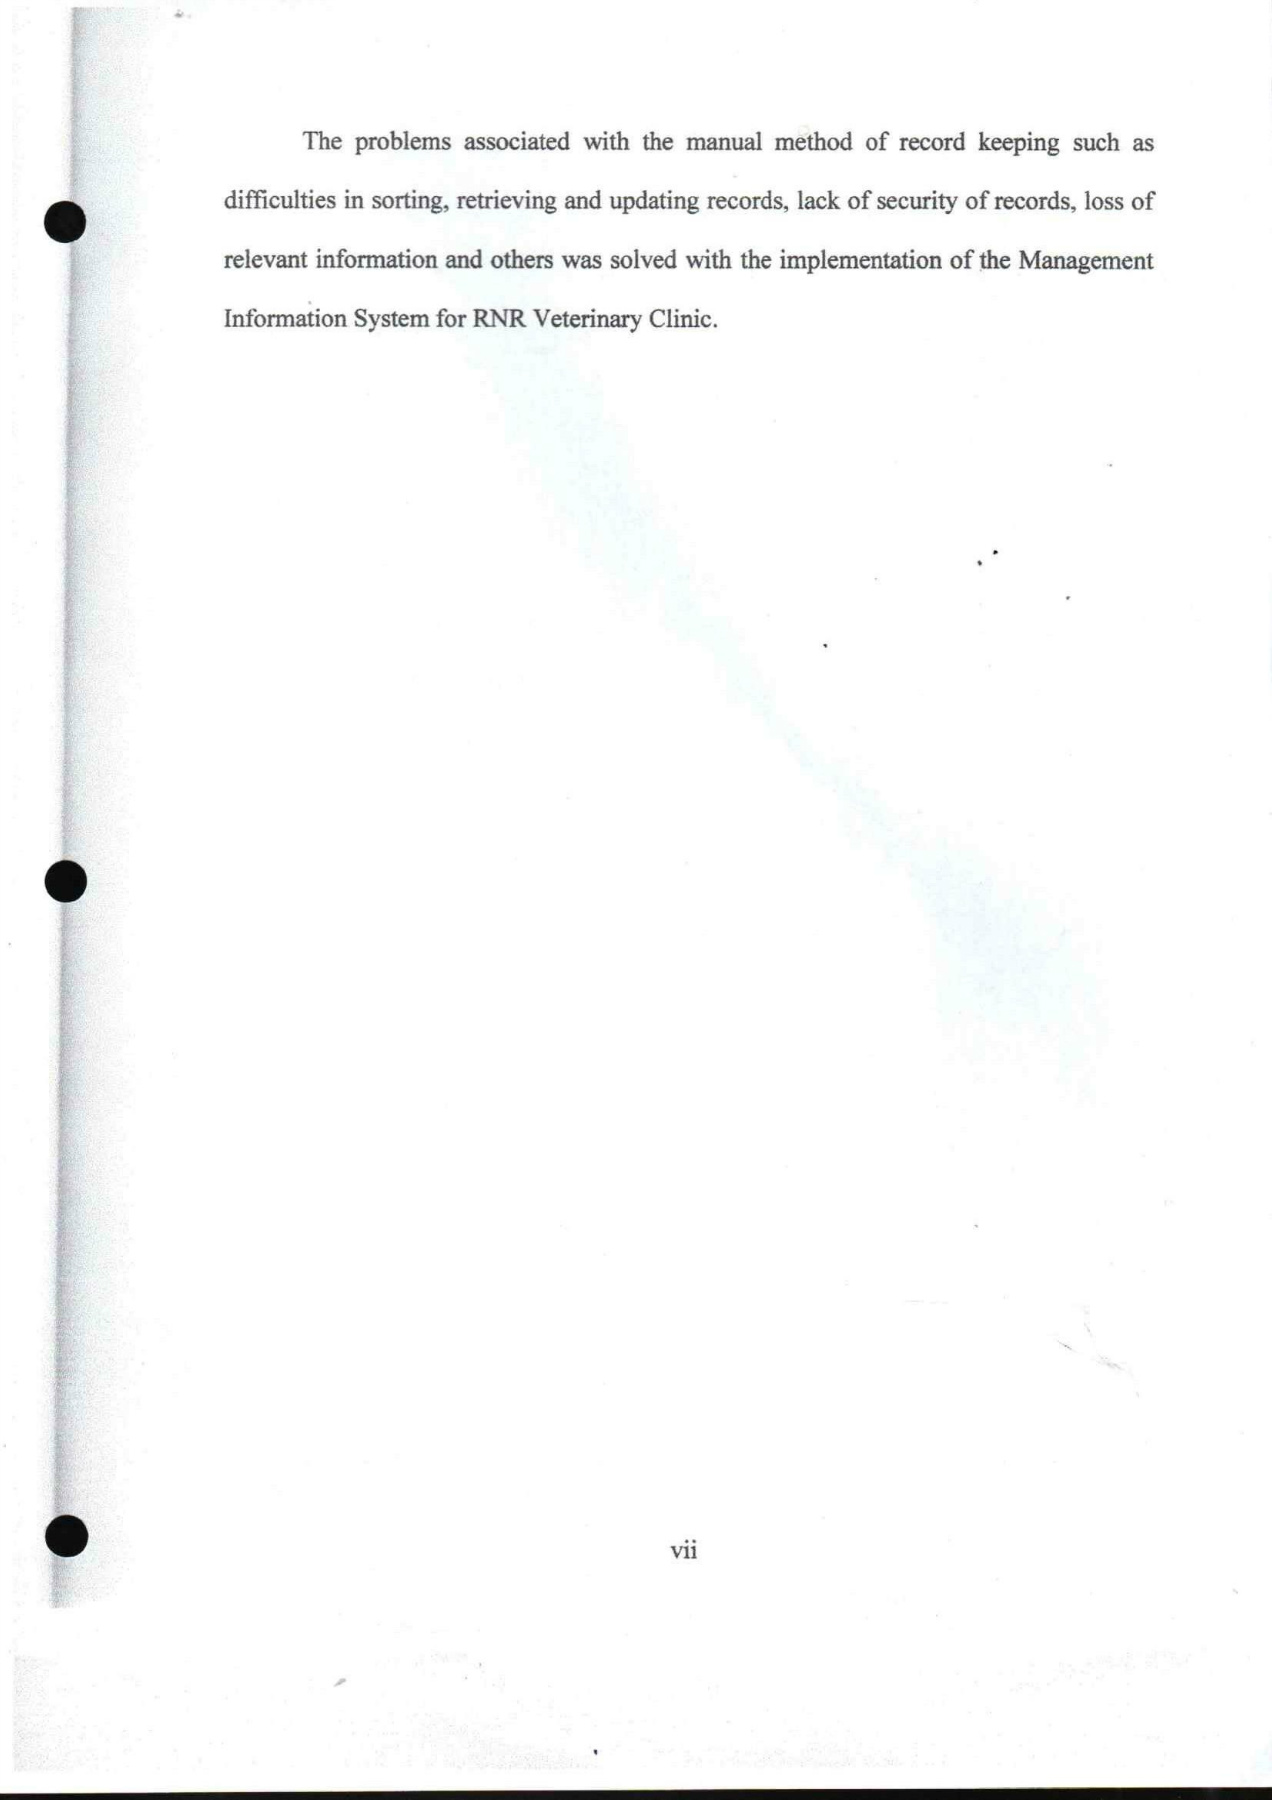 The problems associated with the manual method of record keeping such as
difficulties in sorting, retrieving and updating records, lack of security of records, loss of
relevant information and others was solved with the implementation of the Management
Information System for RNR Veterinary Clinic.
vii